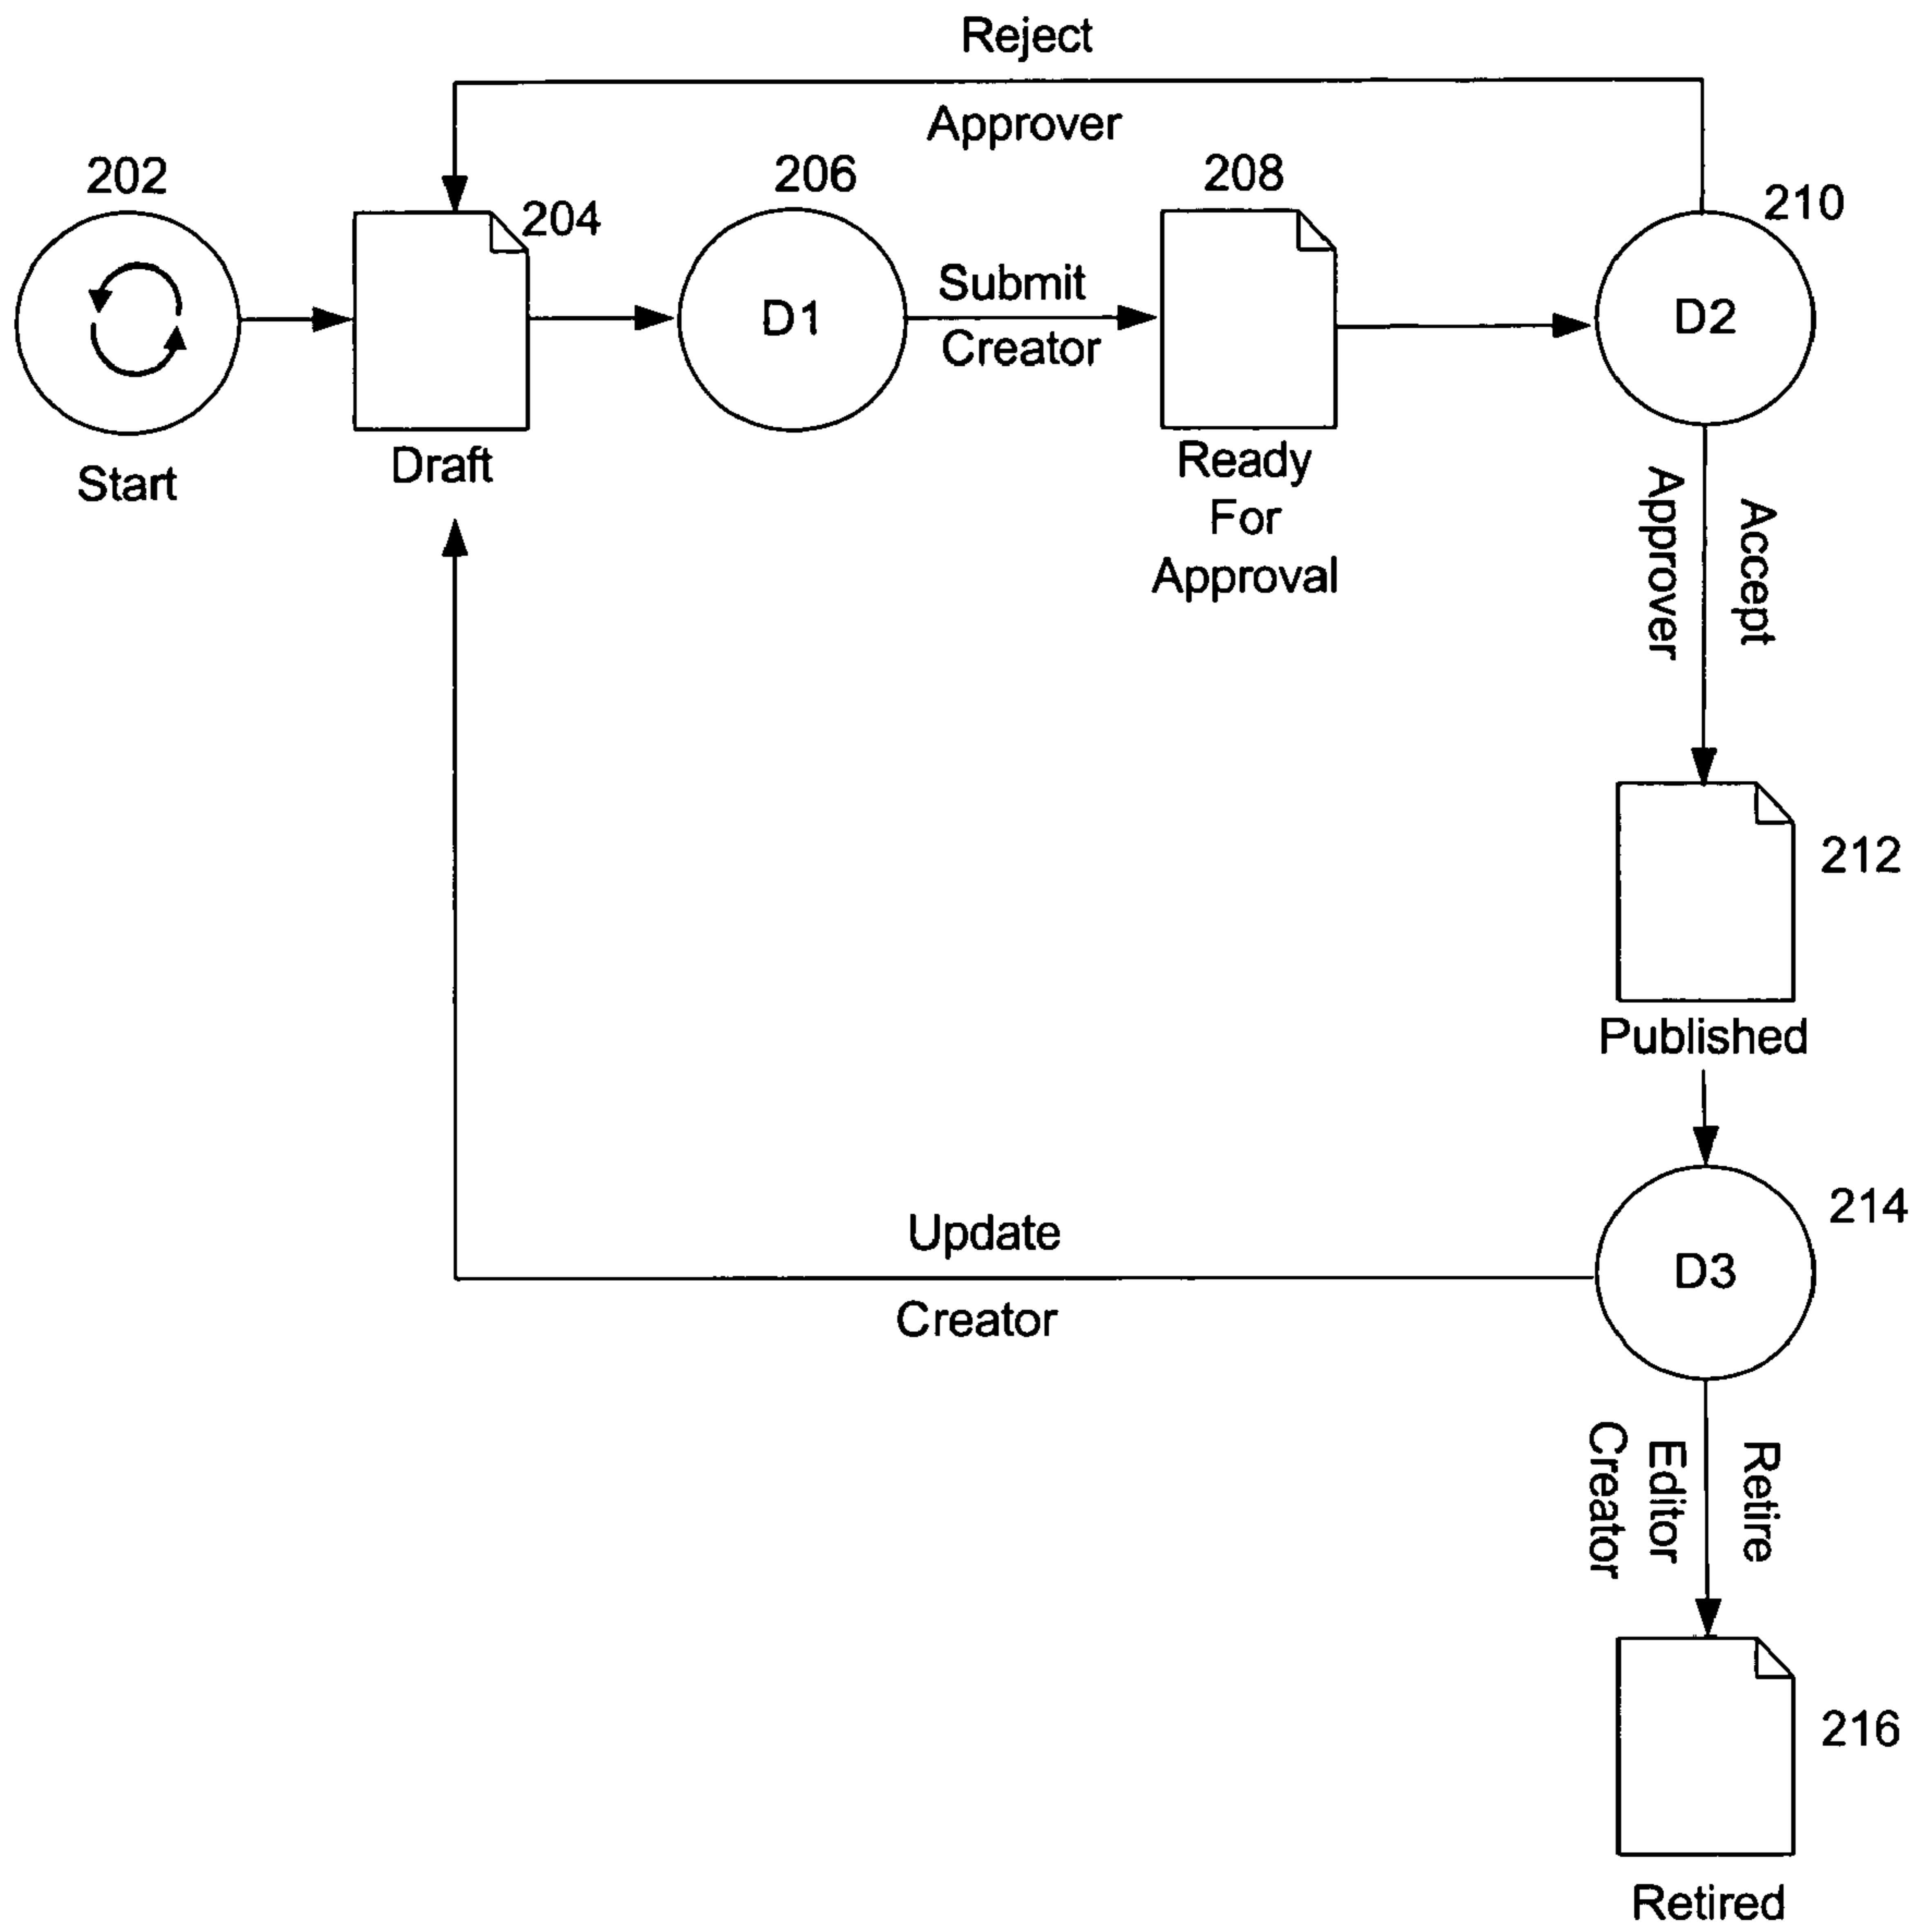 Reject
Approver
202
206
208
210
204
D1
Submit
Creator
D2
Start
Draft
Ready
For
Approval
Accept
Approver
212
Published
214
D3
Update
Creator
Retire
Editor
Creator
216
Retired